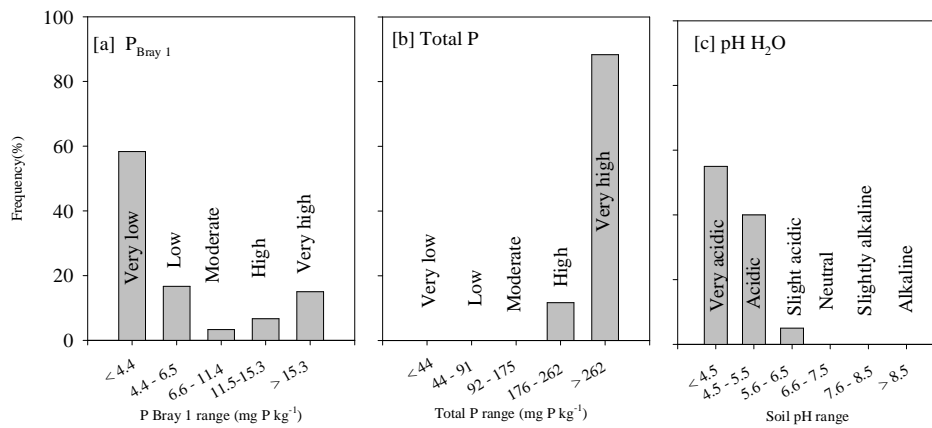 [a] P Bray 1
[b] Total P
[c] pH H₂O
Frequency(%)
100
80
60
40
20
0
Very low
Low
Moderate
High
Very high
< 4.4
4.4 - 6.5
6.6 - 11.4
11.5-15.3
> 15.3
P Bray 1 range (mg P kg⁻¹)
Very low
Low
Moderate
High
Very high
<44
44 - 91
92 - 175
176 - 262
> 262
Total P range (mg P kg⁻¹)
Very acidic
Acidic
Slight acidic
Neutral
Slightly alkaline
Alkaline
< 4.5
4.5 - 5.5
5.6 - 6.5
6.6 - 7.5
7.6 - 8.5
> 8.5
Soil pH range